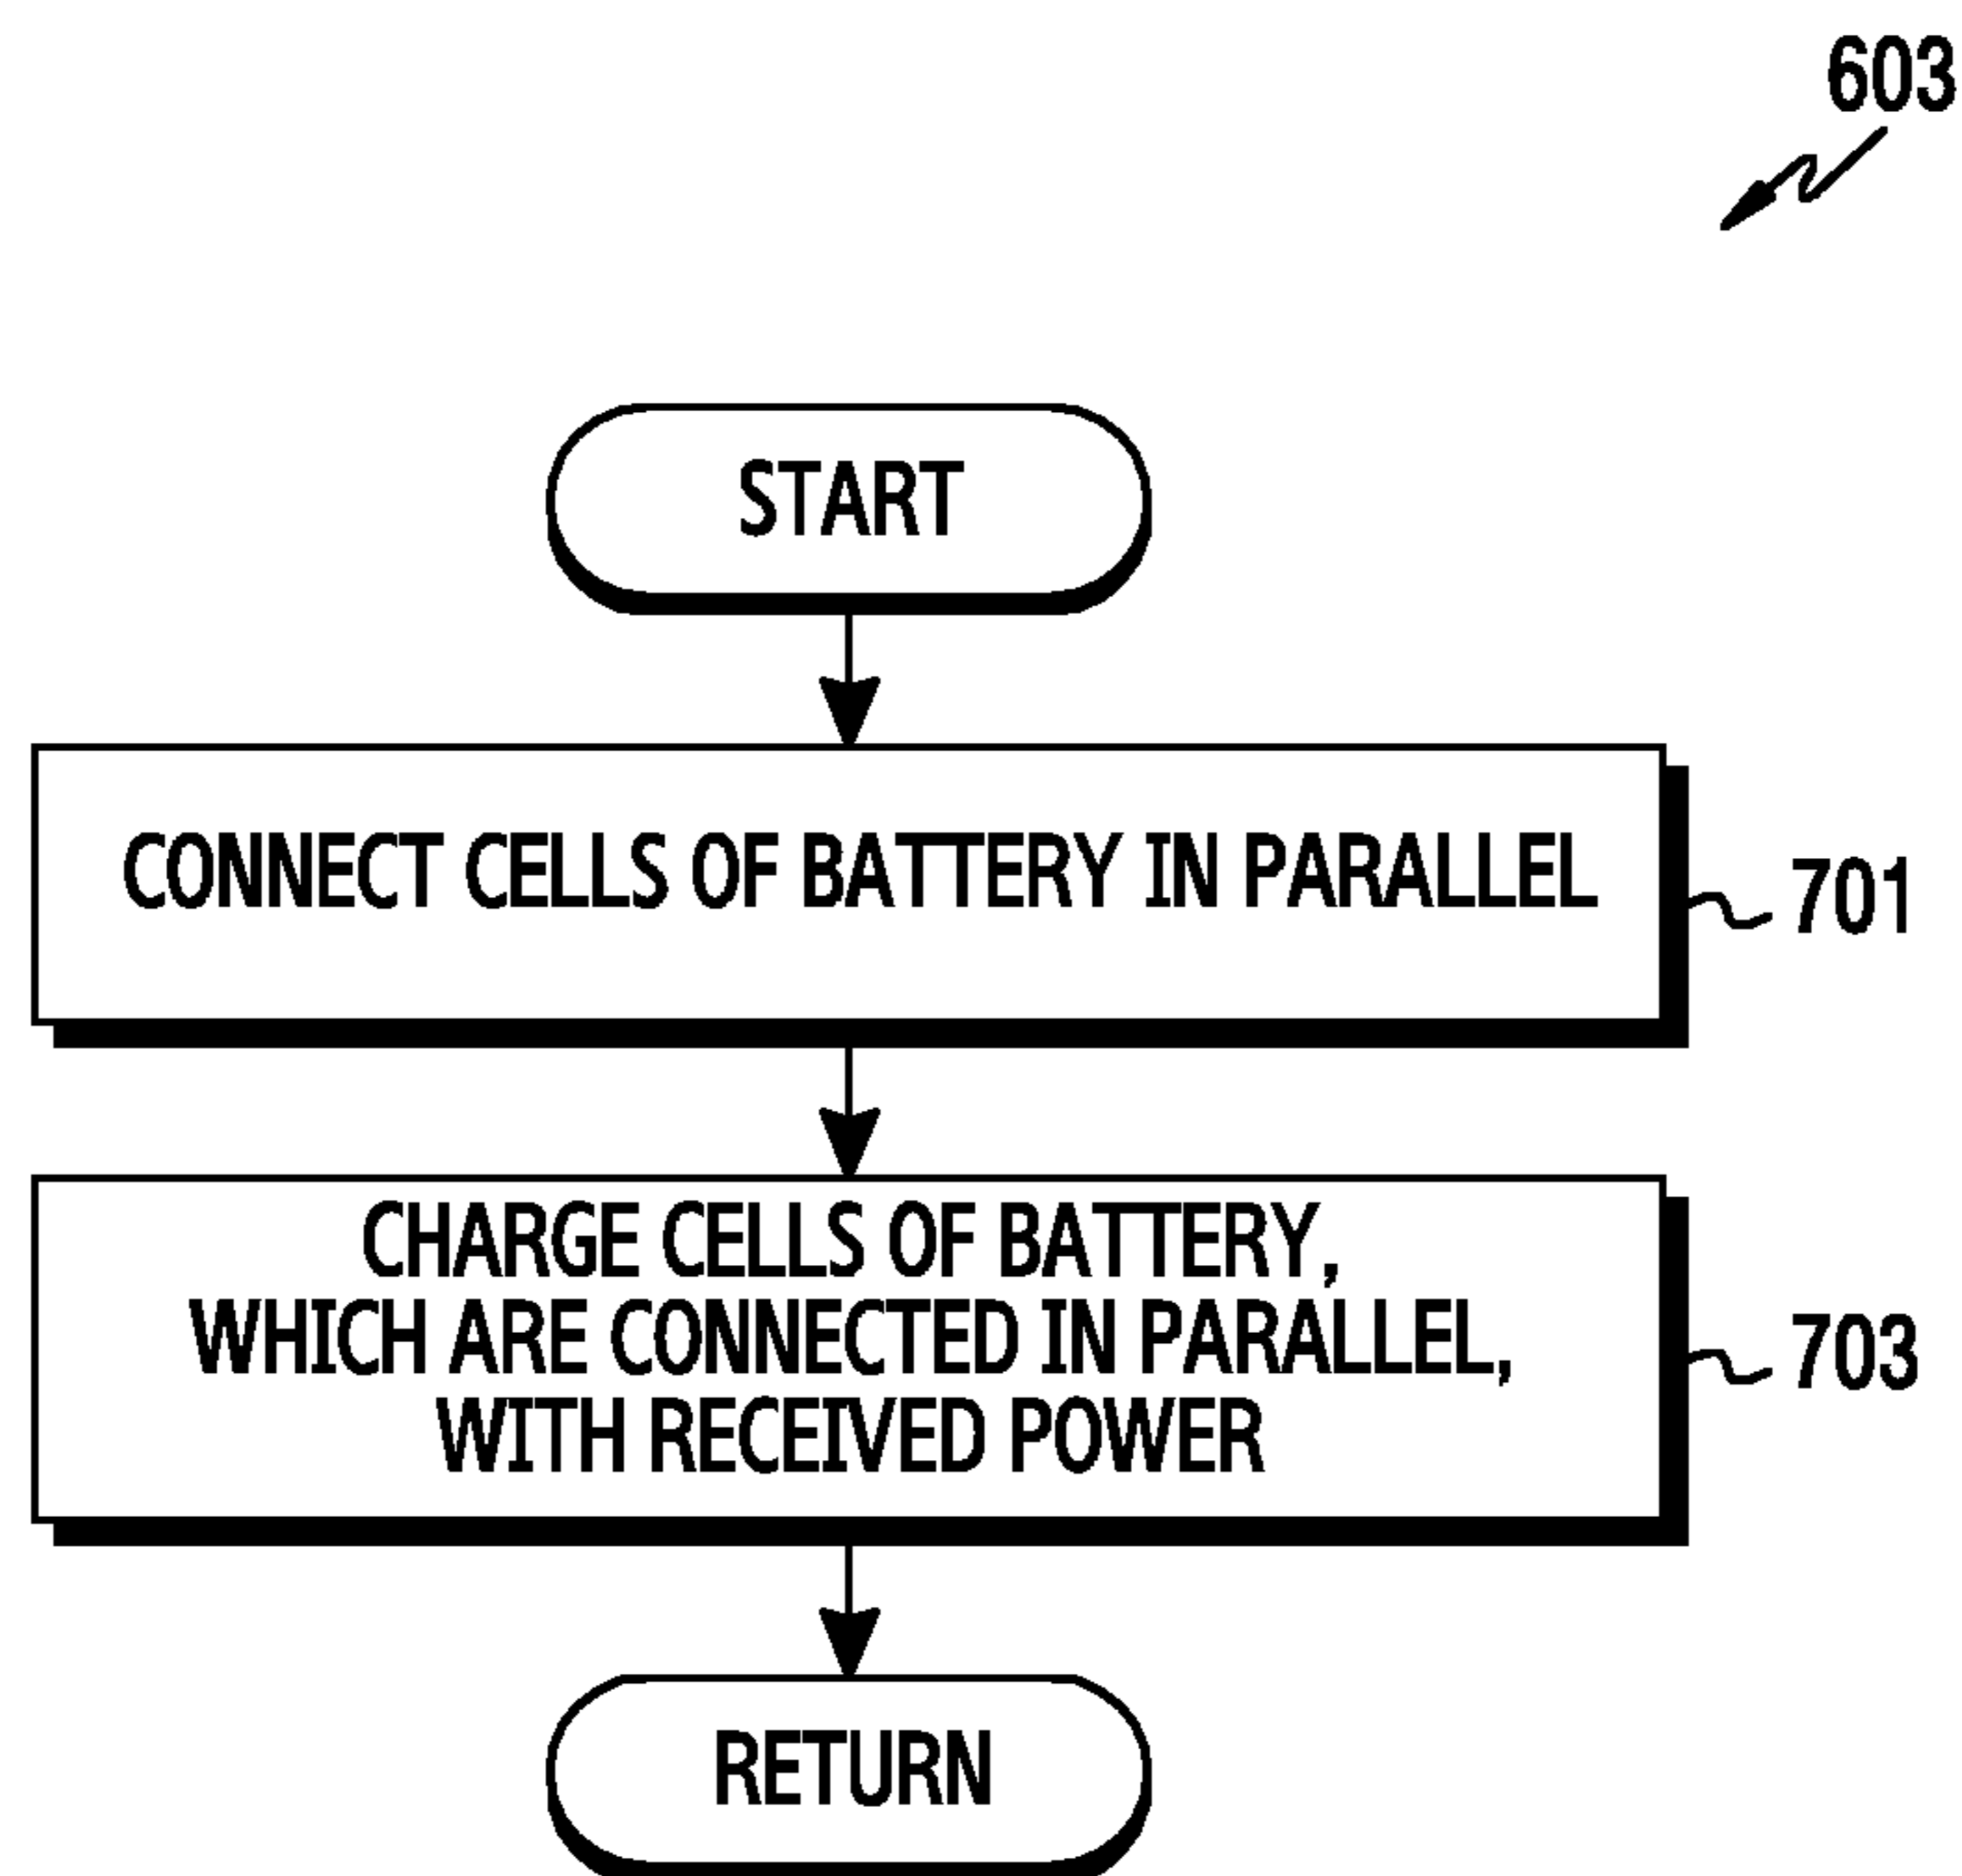 603
START
CONNECT CELLS OF BATTERY IN PARALLEL
701
CHARGE CELLS OF BATTERY,
WHICH ARE CONNECTED IN PARALLEL,
WITH RECEIVED POWER
703
RETURN